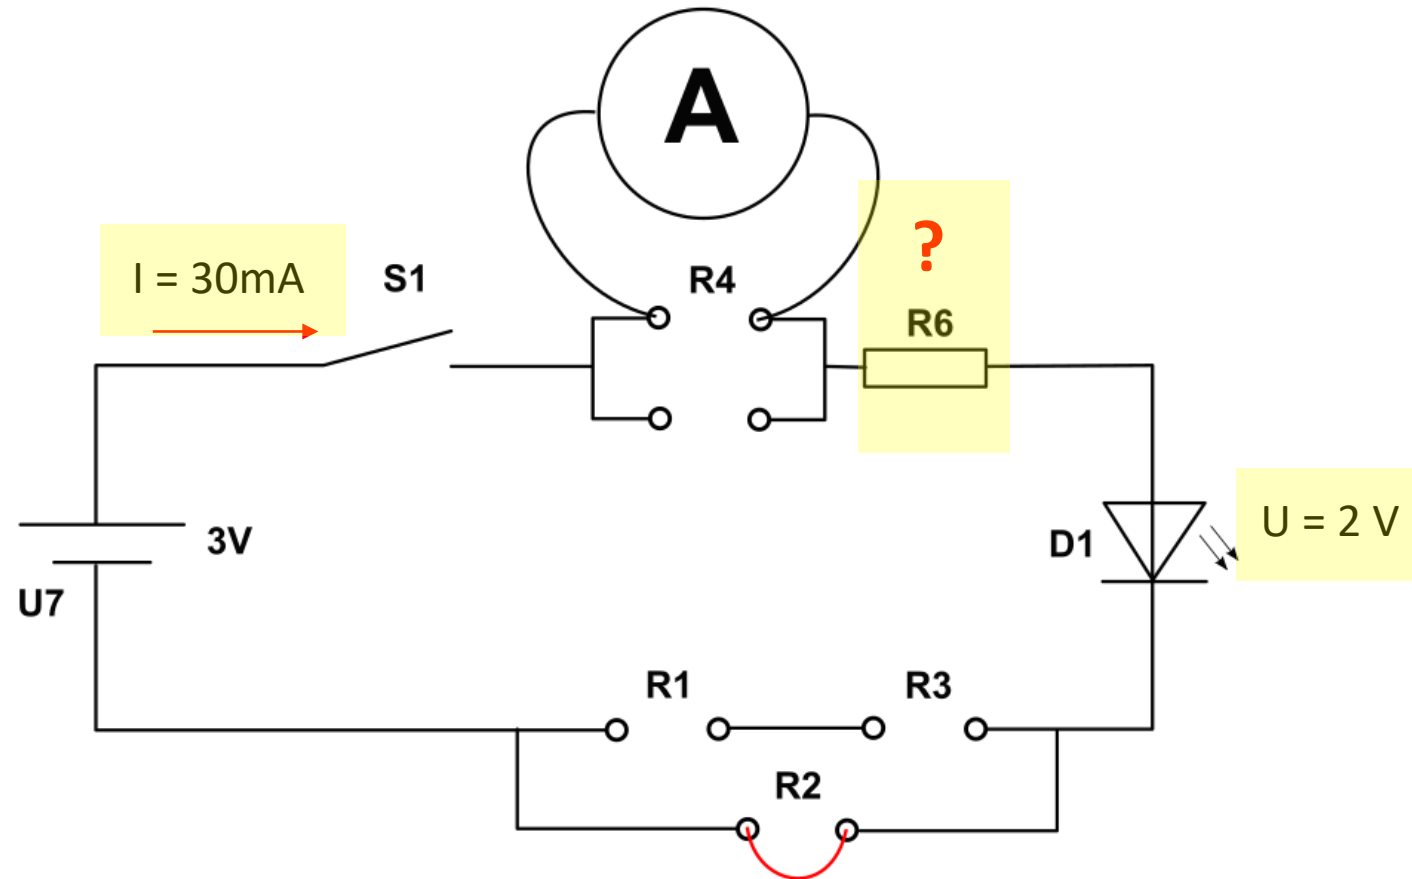 A
I = 30mA
S1
R4
?
R6
3V
U7
D1
U = 2 V
R1
R3
R2